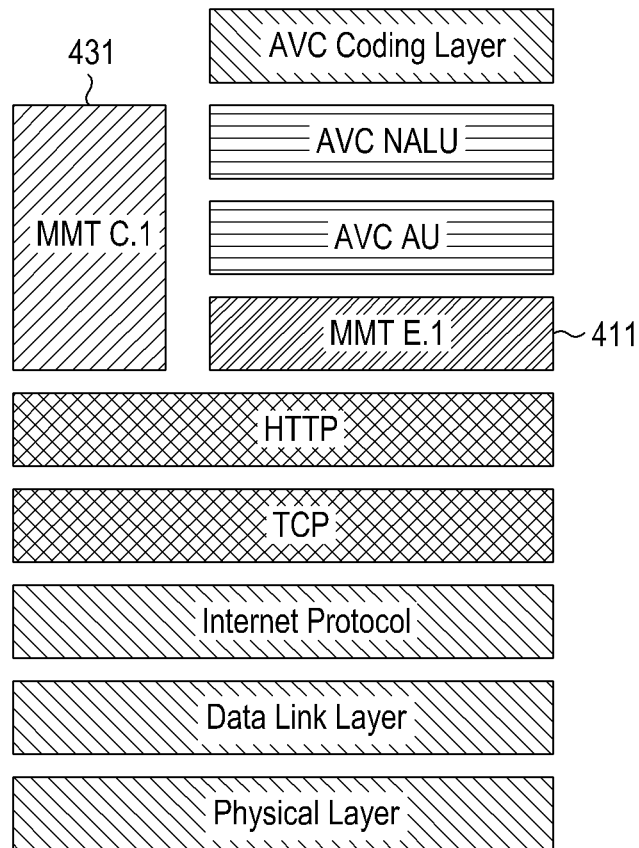 AVC Coding Layer
431
AVC NALU
MMT C.1
AVC AU
MMT E.1
411
HTTP
TCP
Internet Protocol
Data Link Layer
Physical Layer